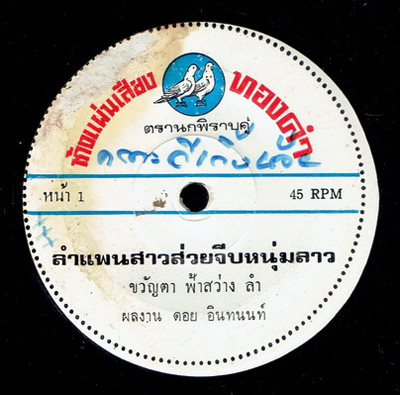 ห้างแผ่นเสียง ทองคำ
ตรานกพิราบคู่
หน้า 1 45 RPM
ลำแพนสาวส่วยจีบหนุ่มลาว
ขวัญตา ฟ้าสว่าง ลำ
ผลงาน ดอย อินทนนท์